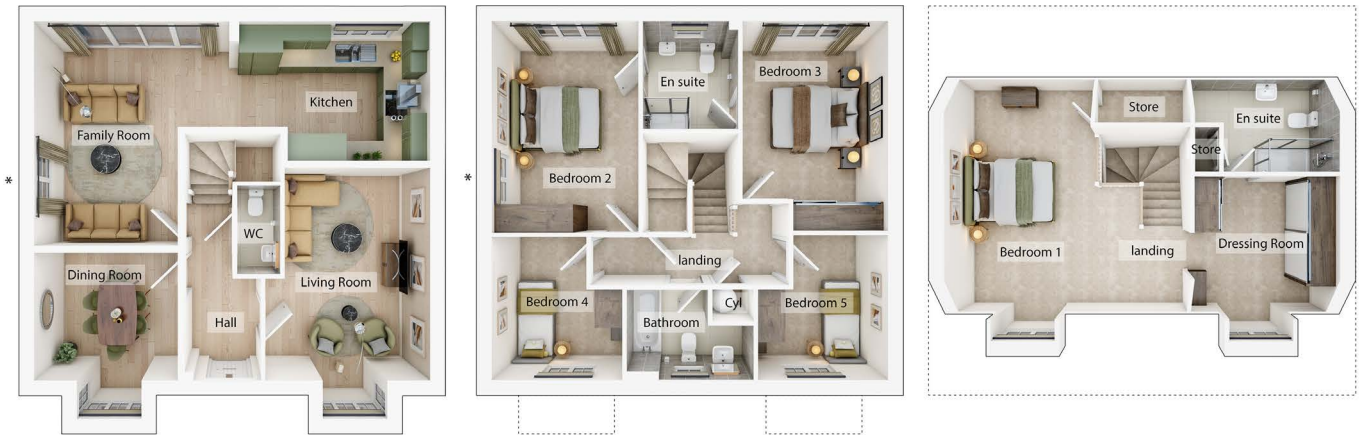 Kitchen
Family Room
*
WC
Dining Room
Living Room
Hall
*
En suite
Bedroom 3
Bedroom 2
landing
Bedroom 4
Cyl
Bedroom 5
Bathroom
Store
En suite
Store
Bedroom 1
landing
Dressing Room